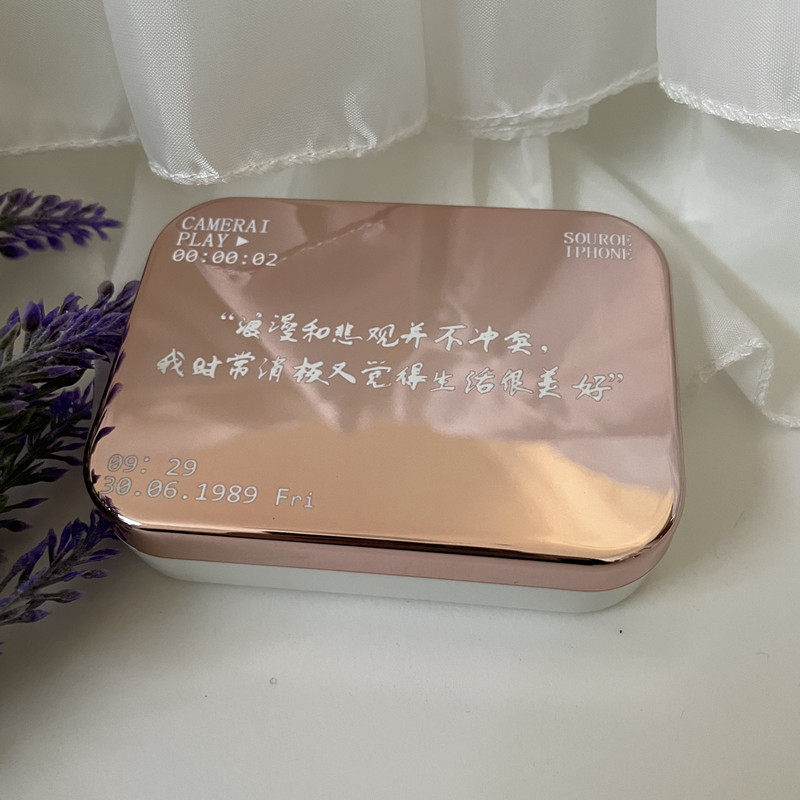 CAMERAI
PLAY ▶
00:00:02
SOUROE
IPHONE
“浪漫和悲观并不冲突，
我时常消极又觉得生活很美好”
09: 29
30.06.1989 Fri